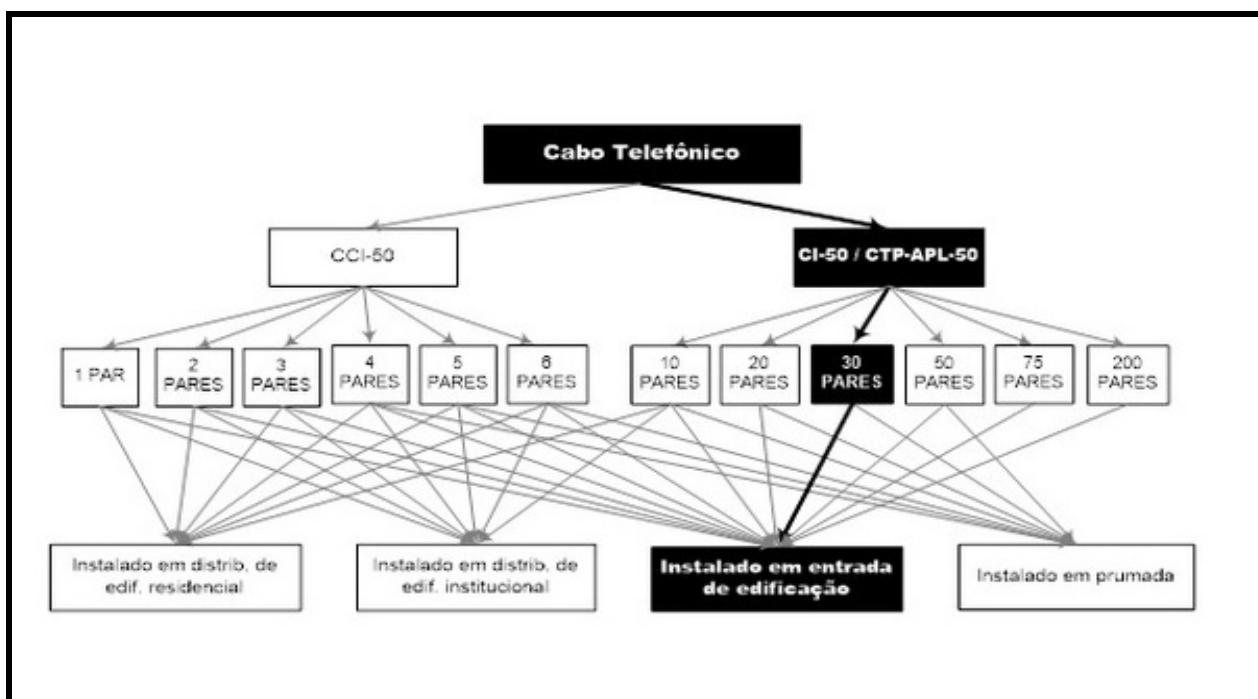 Cabo Telefônico
CCI-50
CI-50 / CTP-APL-50
1 PAR
2
PARES
3
PARES
4
PARES
5
PARES
6
PARES
10
PARES
20
PARES
30
PARES
50
PARES
75
PARES
200
PARES
Instalado em distrib. de
edif. residencial
Instalado em distrib. de
edif. institucional
Instalado em entrada
de edificação
Instalado em prumada